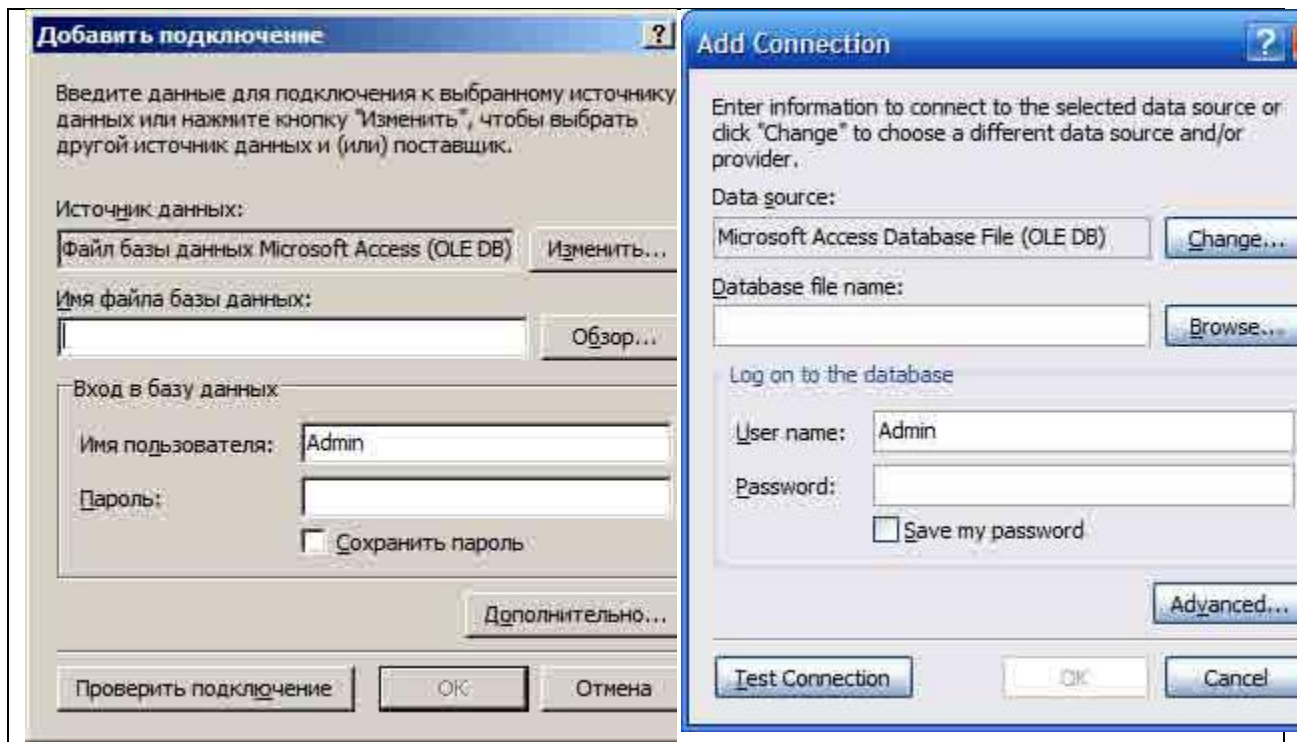 Добавить подключение
?
Введите данные для подключения к выбранному источнику
данных или нажмите кнопку "Изменить", чтобы выбрать
другой источник данных и (или) поставщик.
Источник данных:
Файл базы данных Microsoft Access (OLE DB)
Изменить...
Имя файла базы данных:
Обзор...
Вход в базу данных
Имя пользователя:
Admin
Пароль:
Сохранить пароль
Дополнительно...
Проверить подключение
ОК
Отмена
Add Connection
?
Enter information to connect to the selected data source or
click "Change" to choose a different data source and/or
provider.
Data source:
Microsoft Access Database File (OLE DB)
Change...
Database file name:
Browse...
Log on to the database
User name:
Admin
Password:
Save my password
Advanced...
Test Connection
OK
Cancel